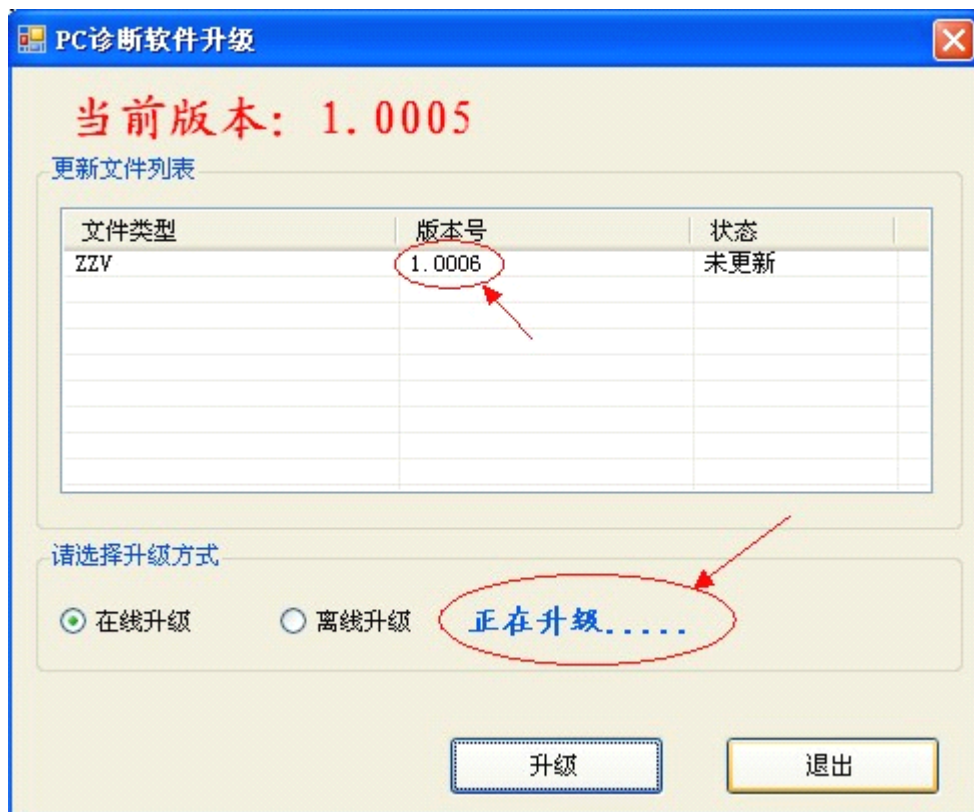 PC诊断软件升级
当前版本: 1.0005
更新文件列表
文件类型 版本号 状态
ZZV 1.0006 未更新
请选择升级方式
在线升级 离线升级 正在升级.....
升级 退出